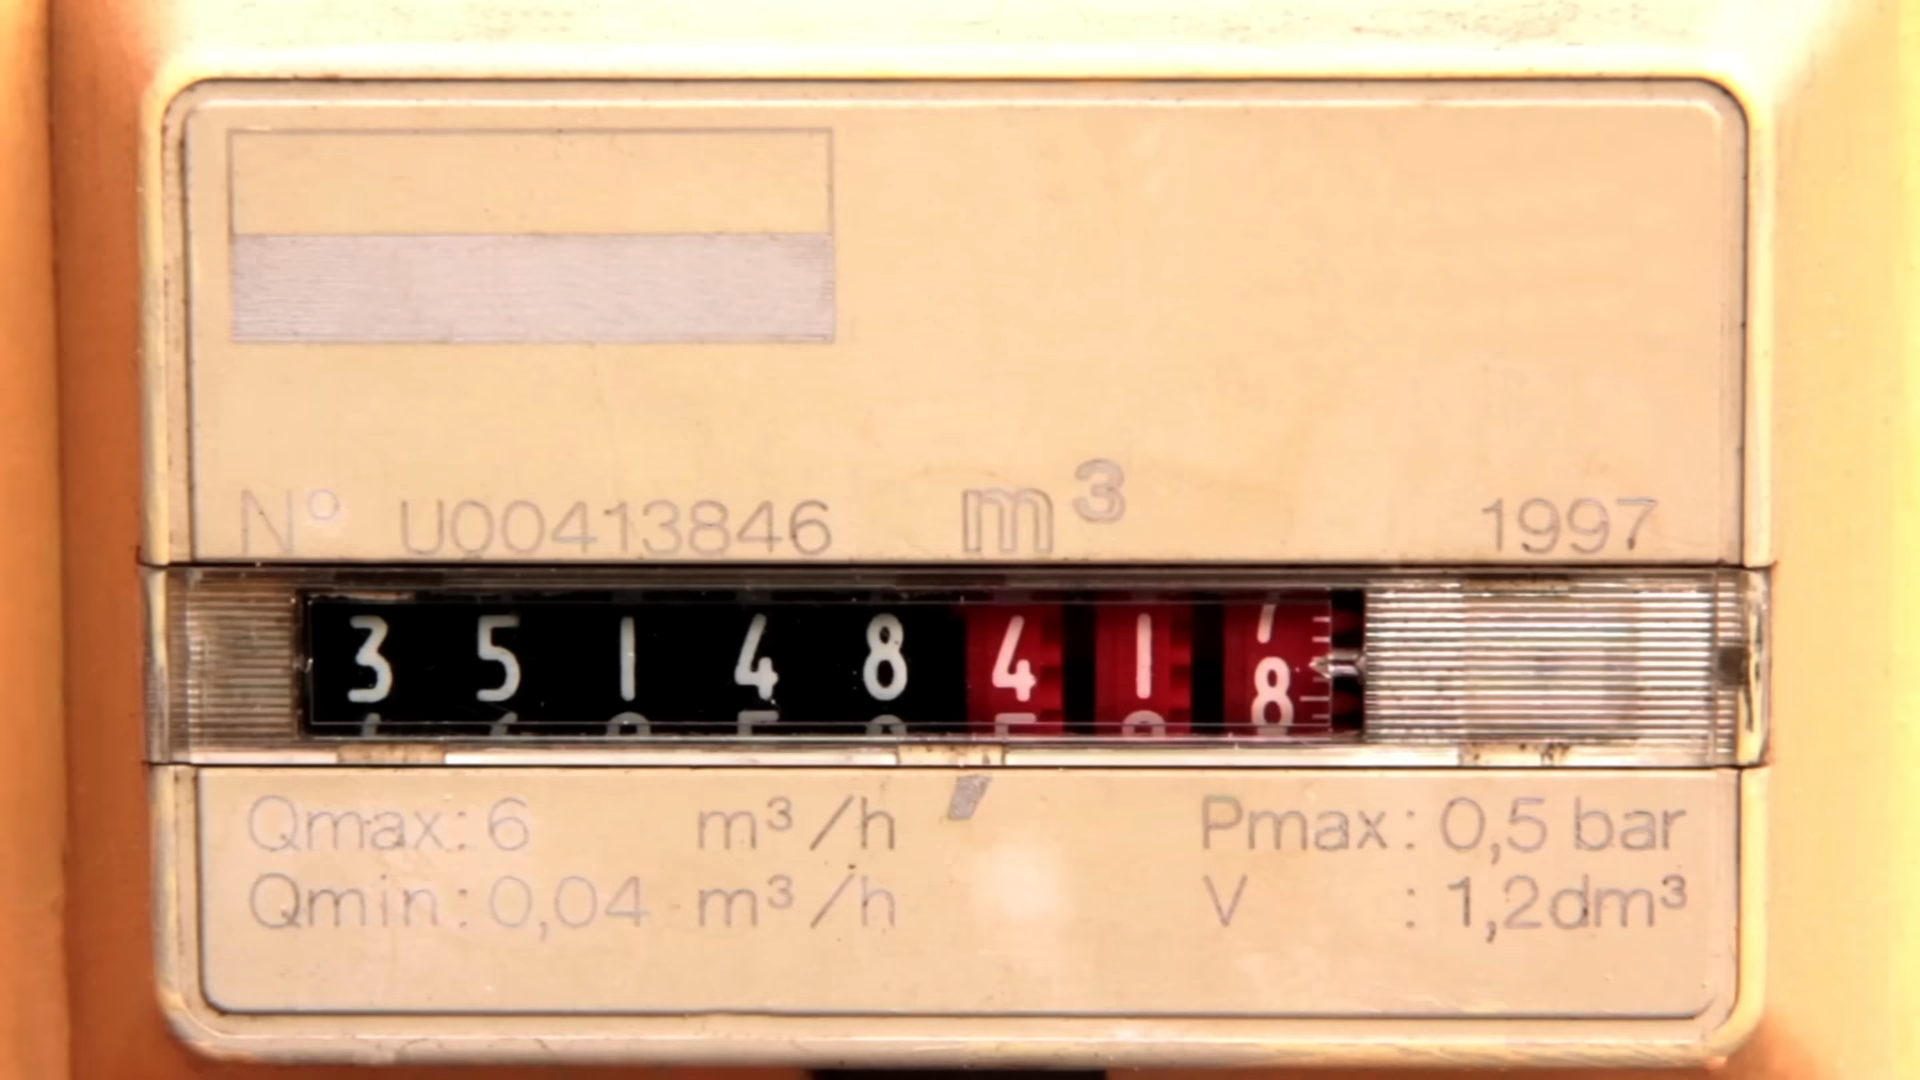 N° U00413846 m³ 1997
3 5 1 4 8 4 1 8
Qmax: 6 m³/h Pmax: 0,5 bar
Qmin: 0,04 m³/h V : 1,2dm³